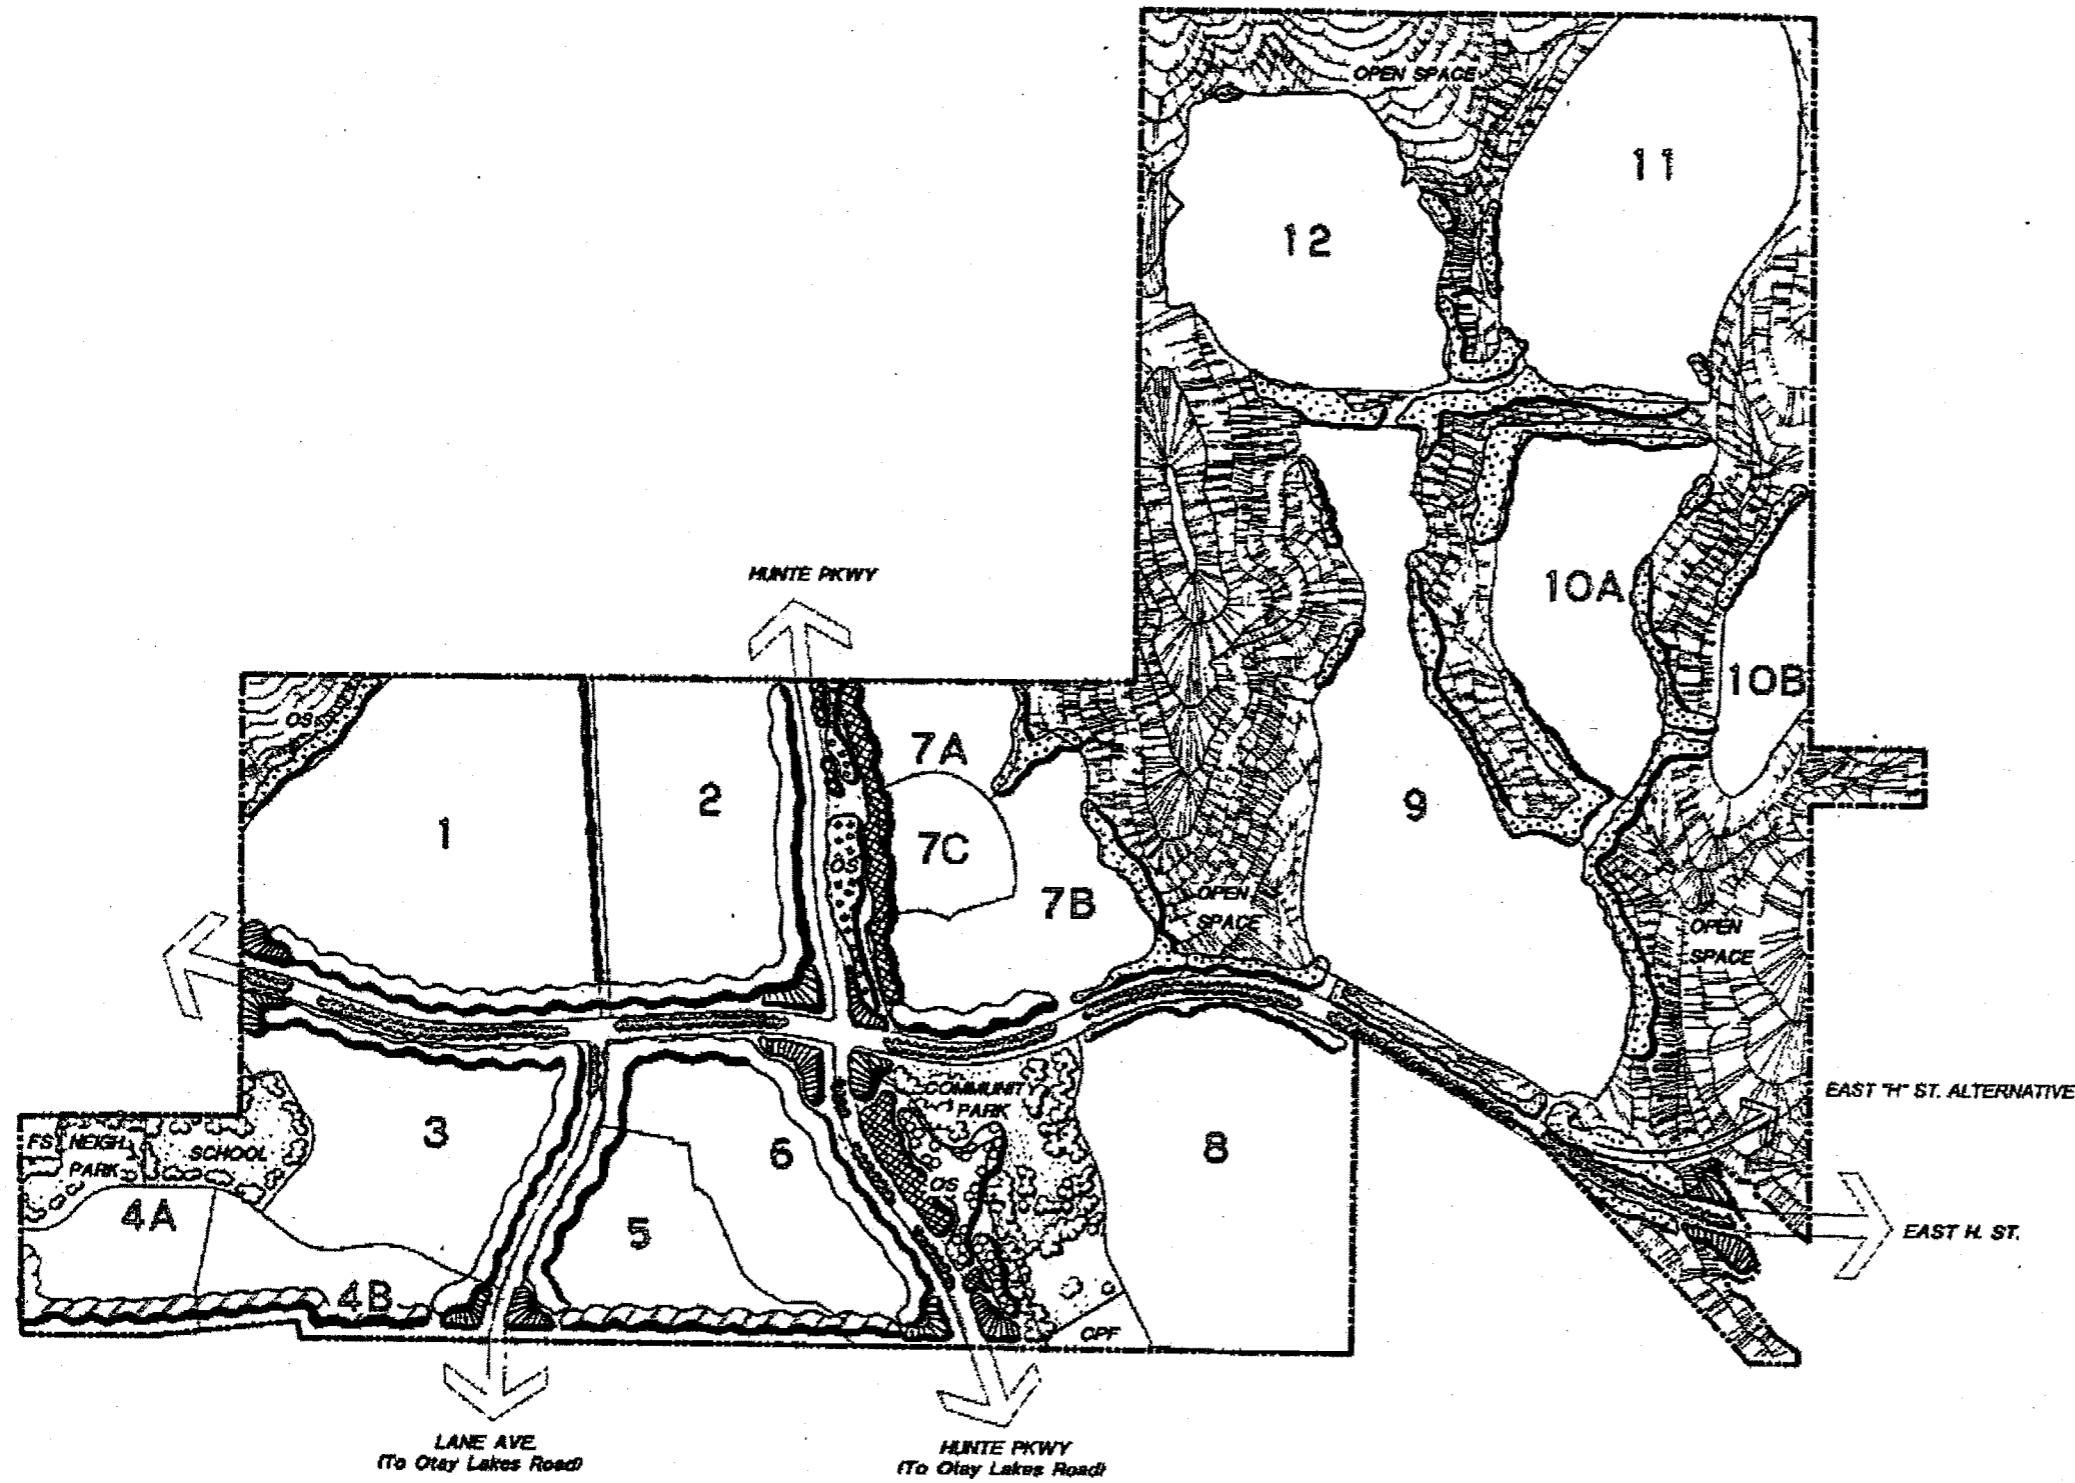 OPEN SPACE
11
12
HUNTE PKWY
10A
10B
OS
7A
2
9
1
7C
OS
7B
OPEN
SPACE
OPEN
SPACE
COMMUNITY
PARK
EAST "H" ST. ALTERNATIVE
3
FS
NEIGH.
PARK
SCHOOL
6
8
OS
4A
5
EAST H. ST.
4B
CPF
LANE AVE.
(To Otay Lakes Road)
HUNTE PKWY
(To Otay Lakes Road)